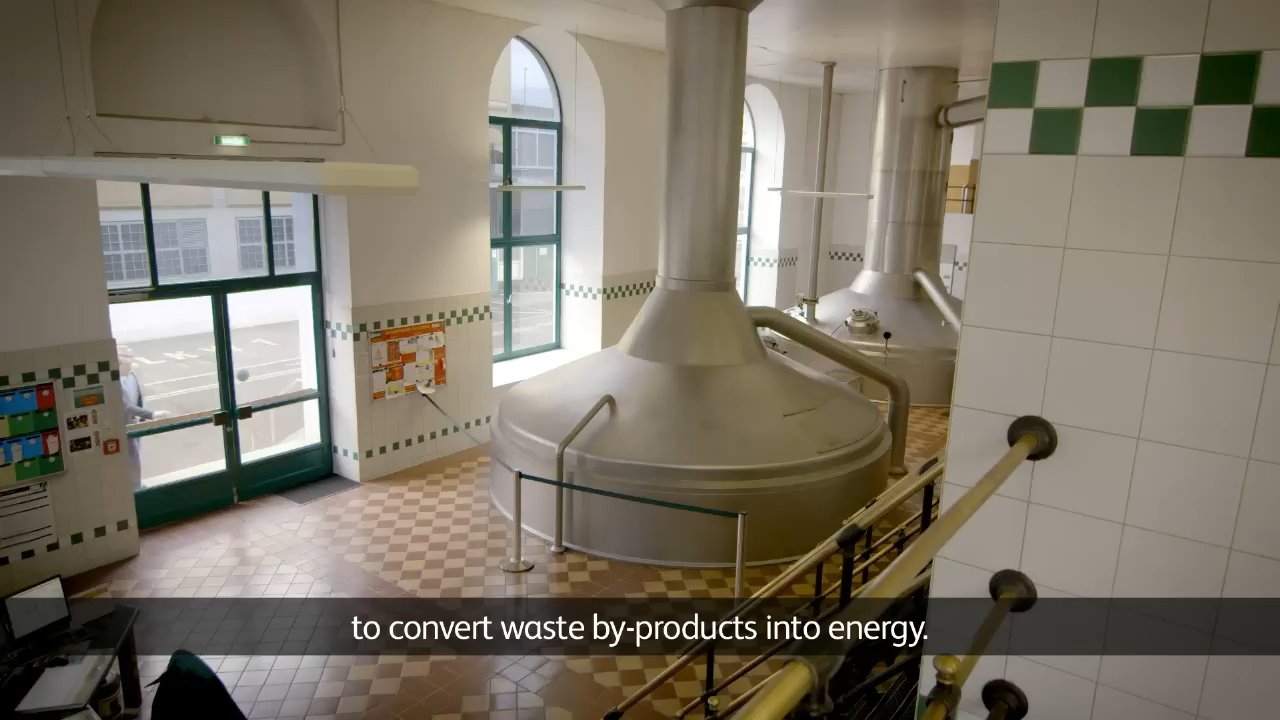 to convert waste by-products into energy.